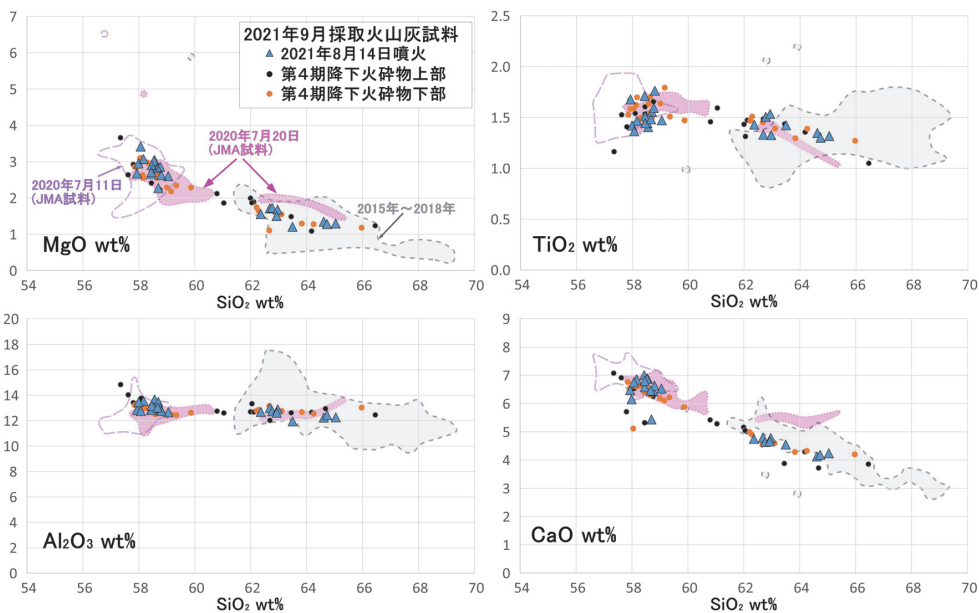 2021年9月採取火山灰試料
2021年8月14日噴火
第4期降下火砕物上部
第4期降下火砕物下部
7
6
5
4
3
2
1
0
2020年7月20日
(JMA試料)
2020年7月11日
(JMA試料)
2015年~2018年
MgO wt%
54 56 58 60 62 64 66 68 70
SiO₂ wt%
2.5
2.0
1.5
1.0
0.5
0.0
TiO₂ wt%
54 56 58 60 62 64 66 68 70
SiO₂ wt%
20
18
16
14
12
10
8
6
4
2
0
Al₂O₃ wt%
54 56 58 60 62 64 66 68 70
SiO₂ wt%
9
8
7
6
5
4
3
2
1
0
CaO wt%
54 56 58 60 62 64 66 68 70
SiO₂ wt%